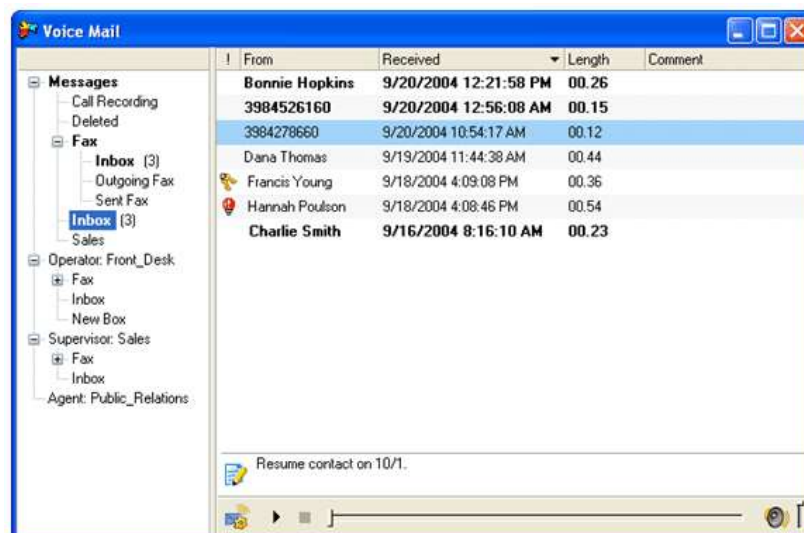 Voice Mail
! From Received Length Comment
Messages
Call Recording
Deleted
Fax
Inbox (3)
Outgoing Fax
Sent Fax
Inbox (3)
Sales
Operator: Front_Desk
Fax
Inbox
New Box
Supervisor: Sales
Fax
Inbox
Agent: Public_Relations
Bonnie Hopkins 9/20/2004 12:21:58 PM 00.26
3984526160 9/20/2004 12:56:08 AM 00.15
3984278660 9/20/2004 10:54:17 AM 00.12
Dana Thomas 9/19/2004 11:44:38 AM 00.44
Francis Young 9/18/2004 4:09:08 PM 00.36
Hannah Poulson 9/18/2004 4:08:46 PM 00.54
Charlie Smith 9/16/2004 8:16:10 AM 00.23
Resume contact on 10/1.